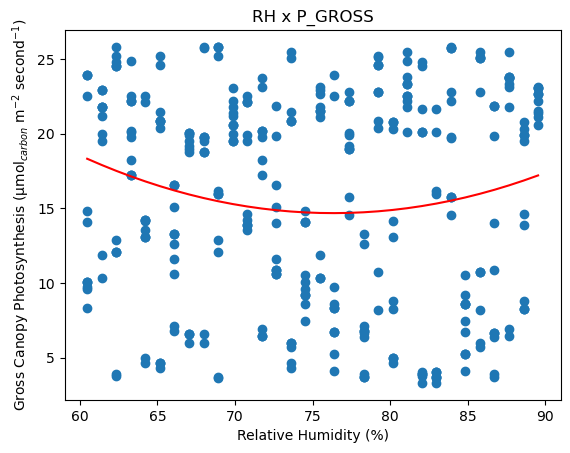 RH x P_GROSS
Gross Canopy Photosynthesis (μmol_carbon m⁻² second⁻¹)
25
20
15
10
5
60 65 70 75 80 85 90
Relative Humidity (%)